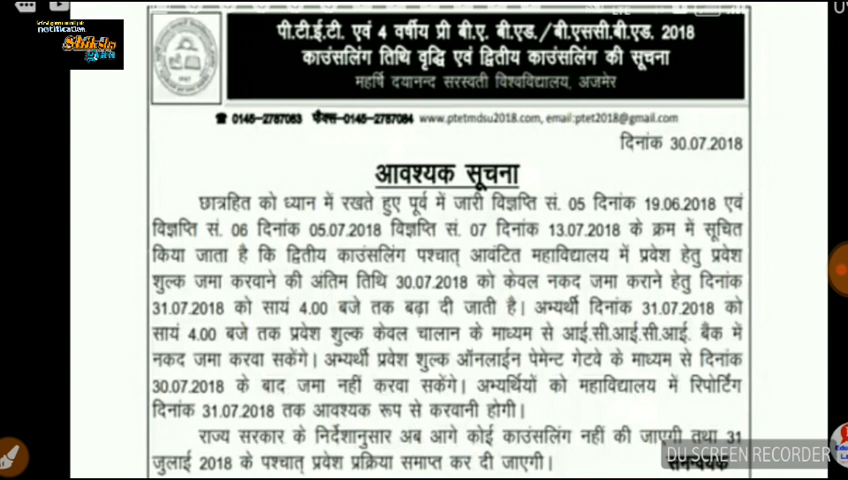 notification
पी.टी.ई.टी. एवं 4 वर्षीय प्री बी.ए. बी.एड./बी.एससी.बी.एड. 2018
काउंसलिंग तिथि वृद्धि एवं द्वितीय काउंसलिंग की सूचना
महर्षि दयानन्द सरस्वती विश्वविद्यालय, अजमेर
☎ 0145-2787063 फैक्स-0145-2787084 www.ptetmdsu2018.com, email:ptet2018@gmail.com
दिनांक 30.07.2018
आवश्यक सूचना
छात्रहित को ध्यान में रखते हुए पूर्व में जारी विज्ञप्ति सं. 05 दिनांक 19.06.2018 एवं
विज्ञप्ति सं. 06 दिनांक 05.07.2018 विज्ञप्ति सं. 07 दिनांक 13.07.2018 के क्रम में सूचित
किया जाता है कि द्वितीय काउंसलिंग पश्चात् आवंटित महाविद्यालय में प्रवेश हेतु प्रवेश
शुल्क जमा करवाने की अंतिम तिथि 30.07.2018 को केवल नकद जमा कराने हेतु दिनांक
31.07.2018 को सायं 4.00 बजे तक बढ़ा दी जाती है। अभ्यर्थी दिनांक 31.07.2018 को
सायं 4.00 बजे तक प्रवेश शुल्क केवल चालान के माध्यम से आई.सी.आई.सी.आई. बैंक में
नकद जमा करवा सकेंगे। अभ्यर्थी प्रवेश शुल्क ऑनलाईन पेमेन्ट गेटवे के माध्यम से दिनांक
30.07.2018 के बाद जमा नहीं करवा सकेंगे। अभ्यर्थियों को महाविद्यालय में रिपोर्टिंग
दिनांक 31.07.2018 तक आवश्यक रूप से करवानी होगी।
राज्य सरकार के निर्देशानुसार अब आगे कोई काउंसलिंग नहीं की जाएगी तथा 31
जुलाई 2018 के पश्चात् प्रवेश प्रक्रिया समाप्त कर दी जाएगी।
समन्वयक
DU SCREEN RECORDER